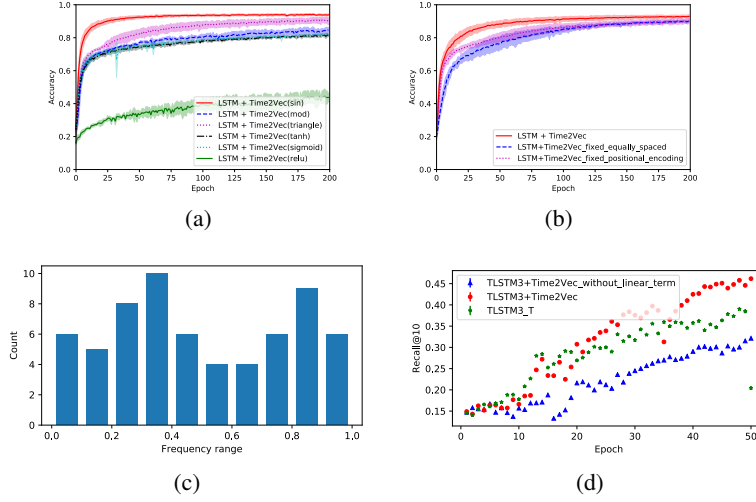 1.0
0.8
0.6
0.4
0.2
0.0
Accuracy
LSTM + Time2Vec(sin)
LSTM + Time2Vec(mod)
LSTM + Time2Vec(triangle)
LSTM + Time2Vec(tanh)
LSTM + Time2Vec(sigmoid)
LSTM + Time2Vec(relu)
0 25 50 75 100 125 150 175 200
Epoch
(a)
1.0
0.8
0.6
0.4
0.2
0.0
Accuracy
LSTM + Time2Vec
LSTM+Time2Vec_fixed_equally_spaced
LSTM+Time2Vec_fixed_positional_encoding
0 25 50 75 100 125 150 175 200
Epoch
(b)
10
8
6
4
2
0
Count
0,0 0,2 0,4 0,6 0,8 1,0
Frequency range
(c)
0,45
0,40
0,35
0,30
0,25
0,20
0,15
Recall@10
TLSTM3+Time2Vec_without_linear_term
TLSTM3+Time2Vec
TLSTM3_T
0 10 20 30 40 50
Epoch
(d)